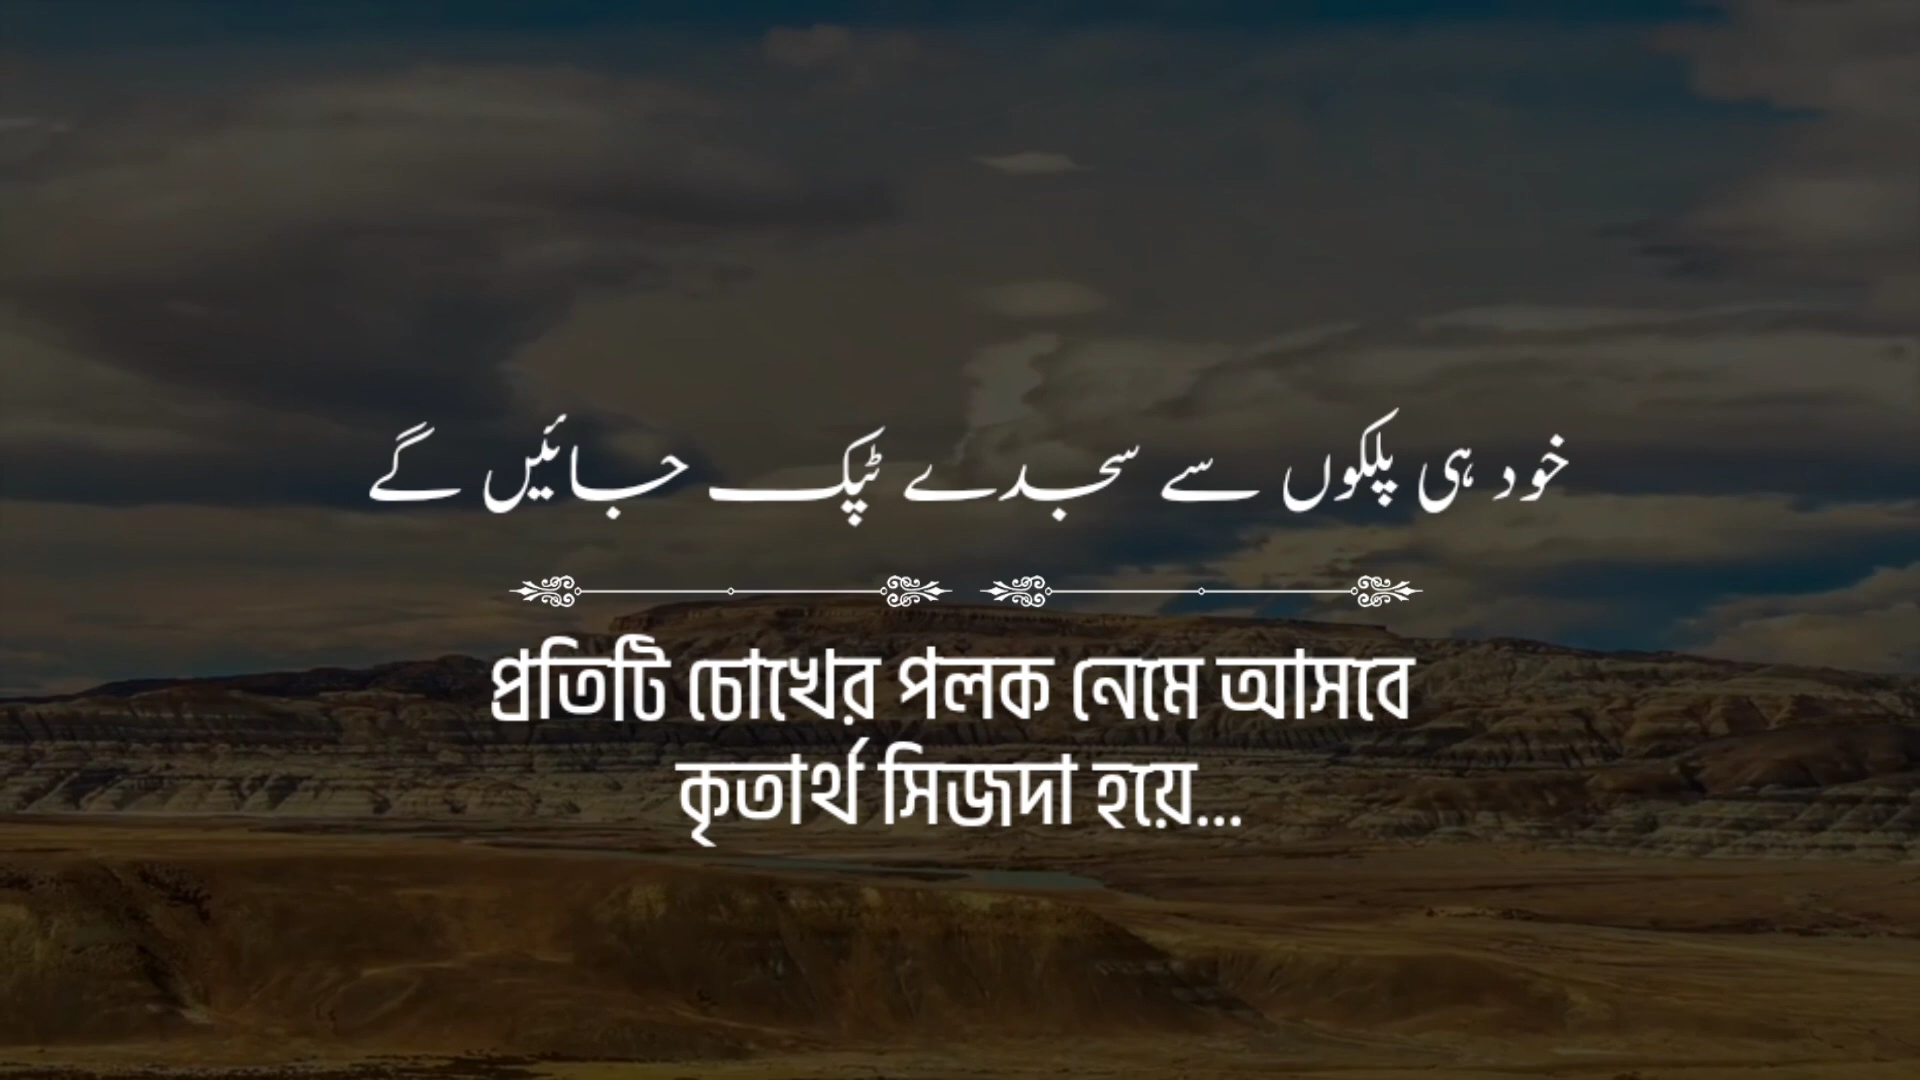 خود ہی پلکوں سے سجدے ٹپک جائیں گے
প্রতিটি চোখের পলক নেমে আসবে
কৃতার্থ সিজদা হয়ে...